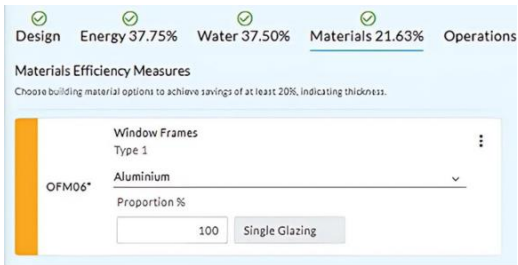 Design Energy 37.75% Water 37.50% Materials 21.63% Operations
Materials Efficiency Measures
Choose building material options to achieve savings of at least 20%, indicating thickness.
Window Frames
Type 1
OFM06*
Aluminium
Proportion %
100 Single Glazing